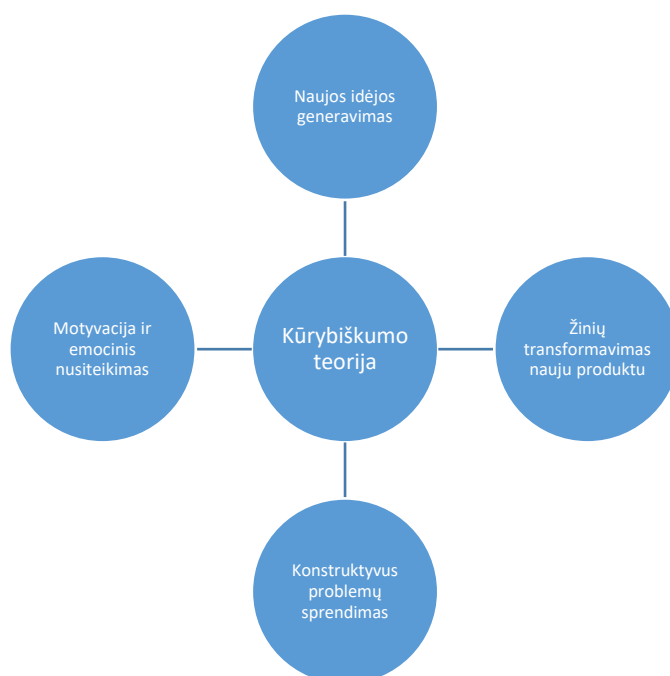 Naujos idėjos
generavimas
Motyvacija ir
emocinis
nusiteikimas
Kūrybiškumo
teorija
Žinių
transformavimas
nauju produktu
Konstruktyvus
problemų
sprendimas